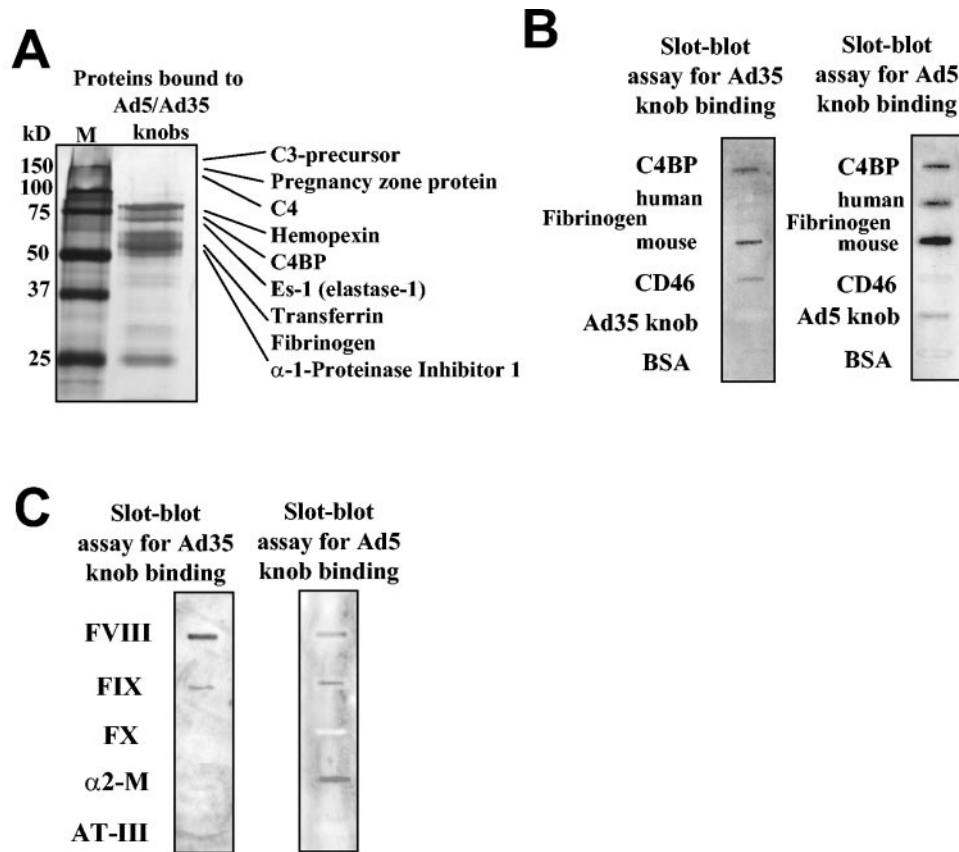 A
Proteins bound to
Ad5/Ad35
knobs
kD
M
150
100
75
50
37
25
C3-precursor
Pregnancy zone protein
C4
Hemopexin
C4BP
Es-1 (elastase-1)
Transferrin
Fibrinogen
α-1-Proteinase Inhibitor 1
B
Slot-blot
assay for Ad35
knob binding
C4BP
human
Fibrinogen
mouse
CD46
Ad35 knob
BSA
Slot-blot
assay for Ad5
knob binding
C4BP
human
Fibrinogen
mouse
CD46
Ad5 knob
BSA
C
Slot-blot
assay for Ad35
knob binding
Slot-blot
assay for Ad5
knob binding
FVIII
FIX
FX
α2-M
AT-III